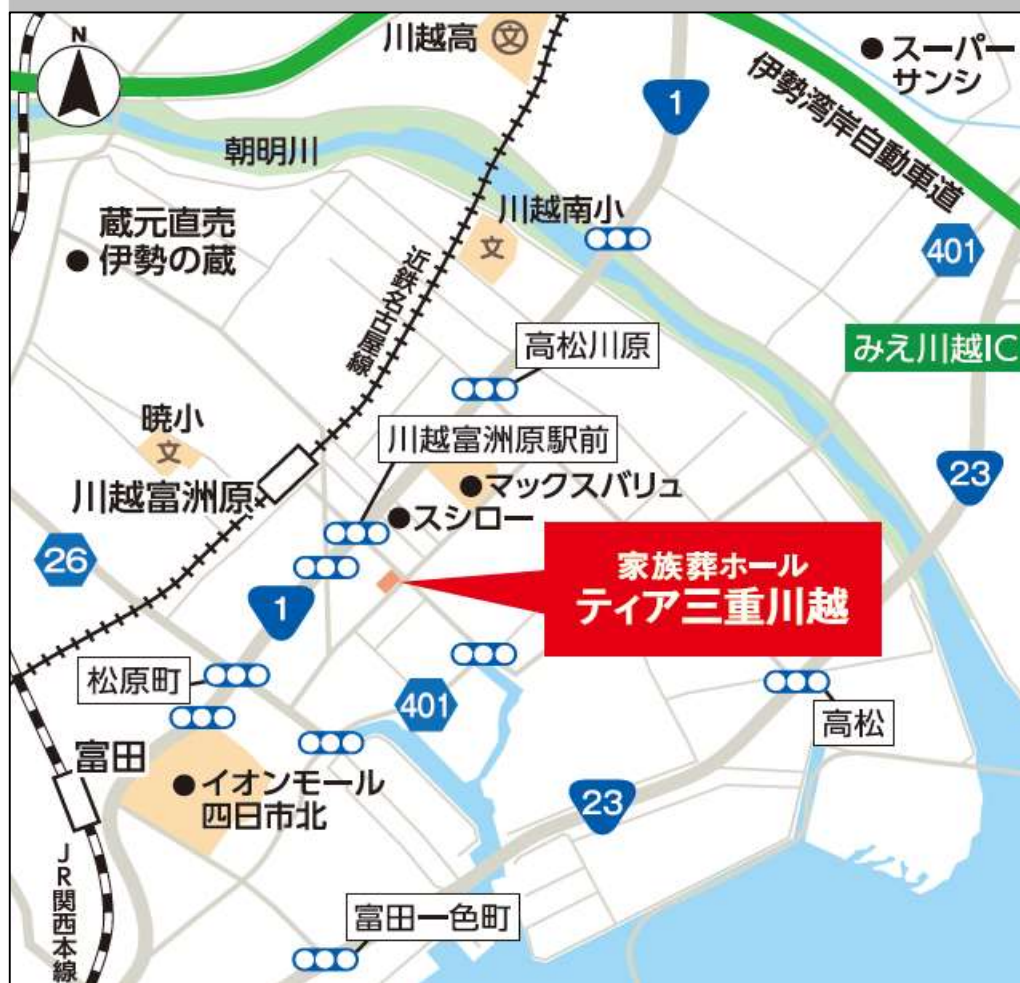 N
川越高
文
1
スーパー
サンシ
伊勢湾岸自動車道
朝明川
川越南小
文
蔵元直売
伊勢の蔵
近鉄名古屋線
401
高松川原
みえ川越IC
暁小
文
川越富洲原駅前
川越富洲原
マックスバリュ
スシロー
23
26
家族葬ホール
ティア三重川越
1
松原町
401
高松
富田
イオンモール
四日市北
23
JR関西本線
富田一色町